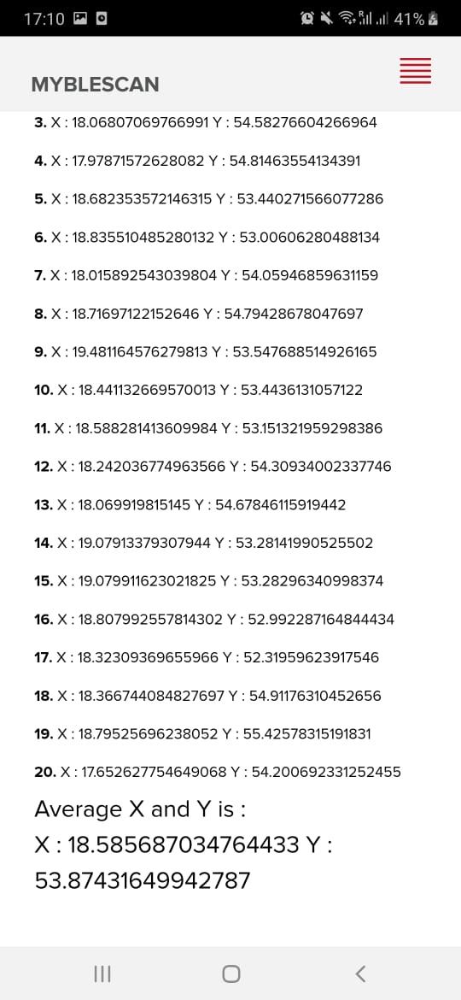 17:10 R 41%
MYBLESCAN
3. X : 18.06807069766991 Y : 54.58276604266964
4. X : 17.97871572628082 Y : 54.81463554134391
5. X : 18.682353572146315 Y : 53.440271566077286
6. X : 18.835510485280132 Y : 53.00606280488134
7. X : 18.015892543039804 Y : 54.05946859631159
8. X : 18.71697122152646 Y : 54.79428678047697
9. X : 19.481164576279813 Y : 53.547688514926165
10. X : 18.441132669570013 Y : 53.4436131057122
11. X : 18.588281413609984 Y : 53.151321959298386
12. X : 18.242036774963566 Y : 54.30934002337746
13. X : 18.069919815145 Y : 54.67846115919442
14. X : 19.07913379307944 Y : 53.28141990525502
15. X : 19.079911623021825 Y : 53.28296340998374
16. X : 18.807992557814302 Y : 52.992287164844434
17. X : 18.32309369655966 Y : 52.31959623917546
18. X : 18.366744084827697 Y : 54.91176310452656
19. X : 18.79525696238052 Y : 55.42578315191831
20. X : 17.652627754649068 Y : 54.200692331252455
Average X and Y is :
X : 18.585687034764433 Y :
53.87431649942787